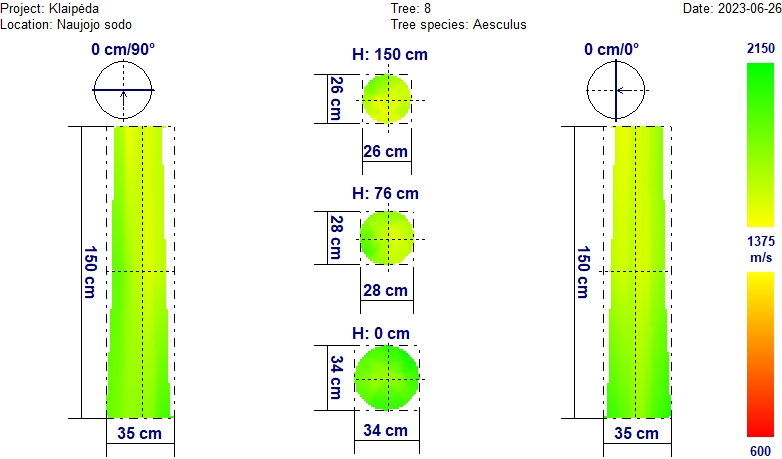 Project: Klaipėda
Tree: 8
Date: 2023-06-26
Location: Naujojo sodo
Tree species: Aesculus
0 cm/90°
H: 150 cm
0 cm/0°
2150
26 cm
26 cm
H: 76 cm
28 cm
28 cm
150 cm
150 cm
1375
m/s
H: 0 cm
34 cm
34 cm
35 cm
35 cm
600